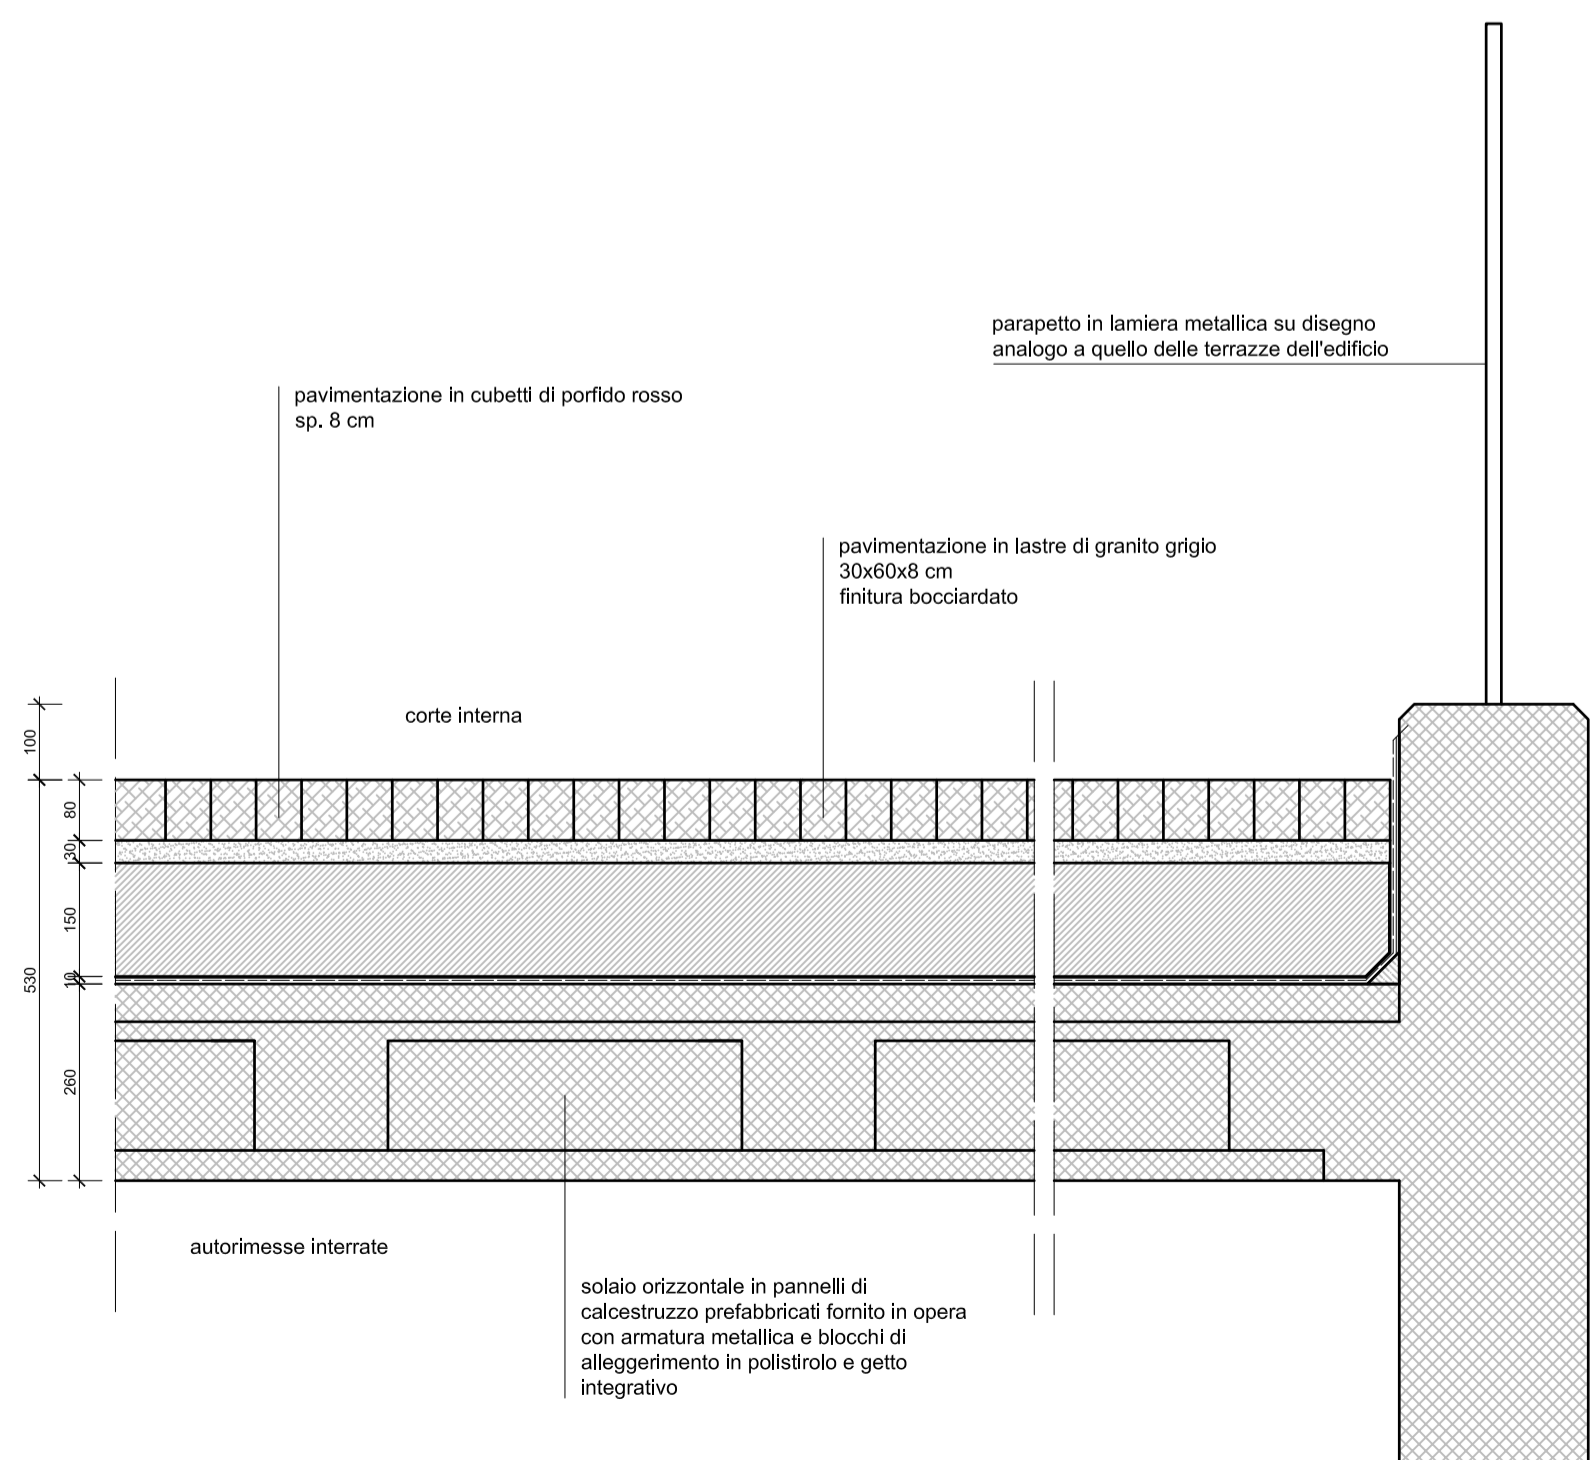 parapetto in lamiera metallica su disegno
analogo a quello delle terrazze dell'edificio
pavimentazione in cubetti di porfido rosso
sp. 8 cm
pavimentazione in lastre di granito grigio
30x60x8 cm
finitura bocciardato
corte interna
100
80
30
150
10
530
260
autorimesse interrate
solaio orizzontale in pannelli di
calcestruzzo prefabbricati fornito in opera
con armatura metallica e blocchi di
alleggerimento in polistirolo e getto
integrativo